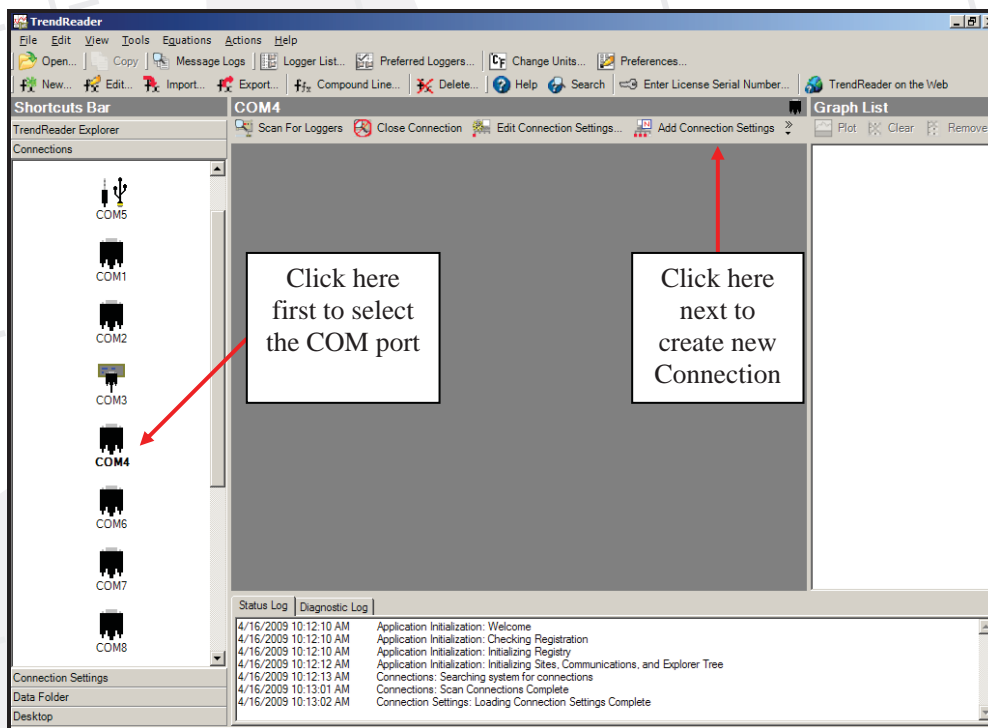 TrendReader
File Edit View Tools Equations Actions Help
Open... Copy Message Logs Logger List... Preferred Loggers... Change Units... Preferences...
New... Edit... Import... Export... Compound Line... Delete... Help Search Enter License Serial Number... TrendReader on the Web
Shortcuts Bar
COM4
Graph List
TrendReader Explorer
Scan For Loggers Close Connection Edit Connection Settings... Add Connection Settings
Plot Clear Remove
Connections
COM5
COM1
COM2
COM3
COM4
COM6
COM7
COM8
Click here
first to select
the COM port
Click here
next to
create new
Connection
Connection Settings
Data Folder
Desktop
Status Log Diagnostic Log
4/16/2009 10:12:10 AM Application Initialization: Welcome
4/16/2009 10:12:10 AM Application Initialization: Checking Registration
4/16/2009 10:12:10 AM Application Initialization: Initializing Registry
4/16/2009 10:12:12 AM Application Initialization: Initializing Sites, Communications, and Explorer Tree
4/16/2009 10:12:13 AM Connections: Searching system for connections
4/16/2009 10:13:01 AM Connections: Scan Connections Complete
4/16/2009 10:13:02 AM Connection Settings: Loading Connection Settings Complete